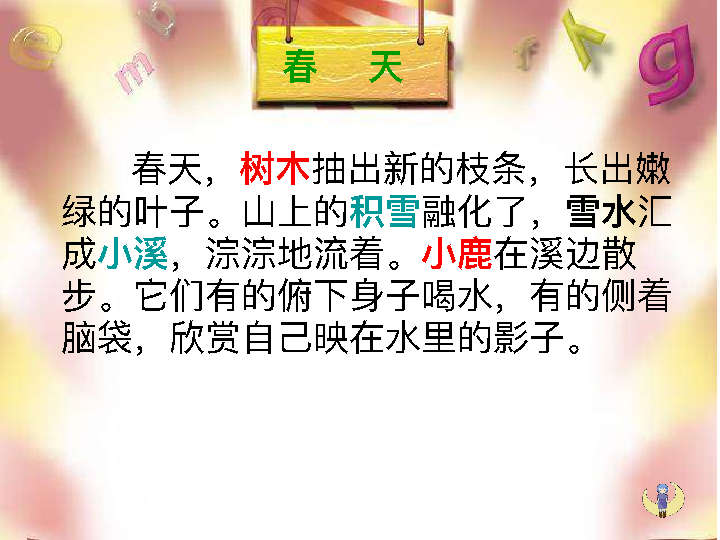 春 天
春天，树木抽出新的枝条，长出嫩
绿的叶子。山上的积雪融化了，雪水汇
成小溪，淙淙地流着。小鹿在溪边散
步。它们有的俯下身子喝水，有的侧着
脑袋，欣赏自己映在水里的影子。
e
m
b
a
f
k
g